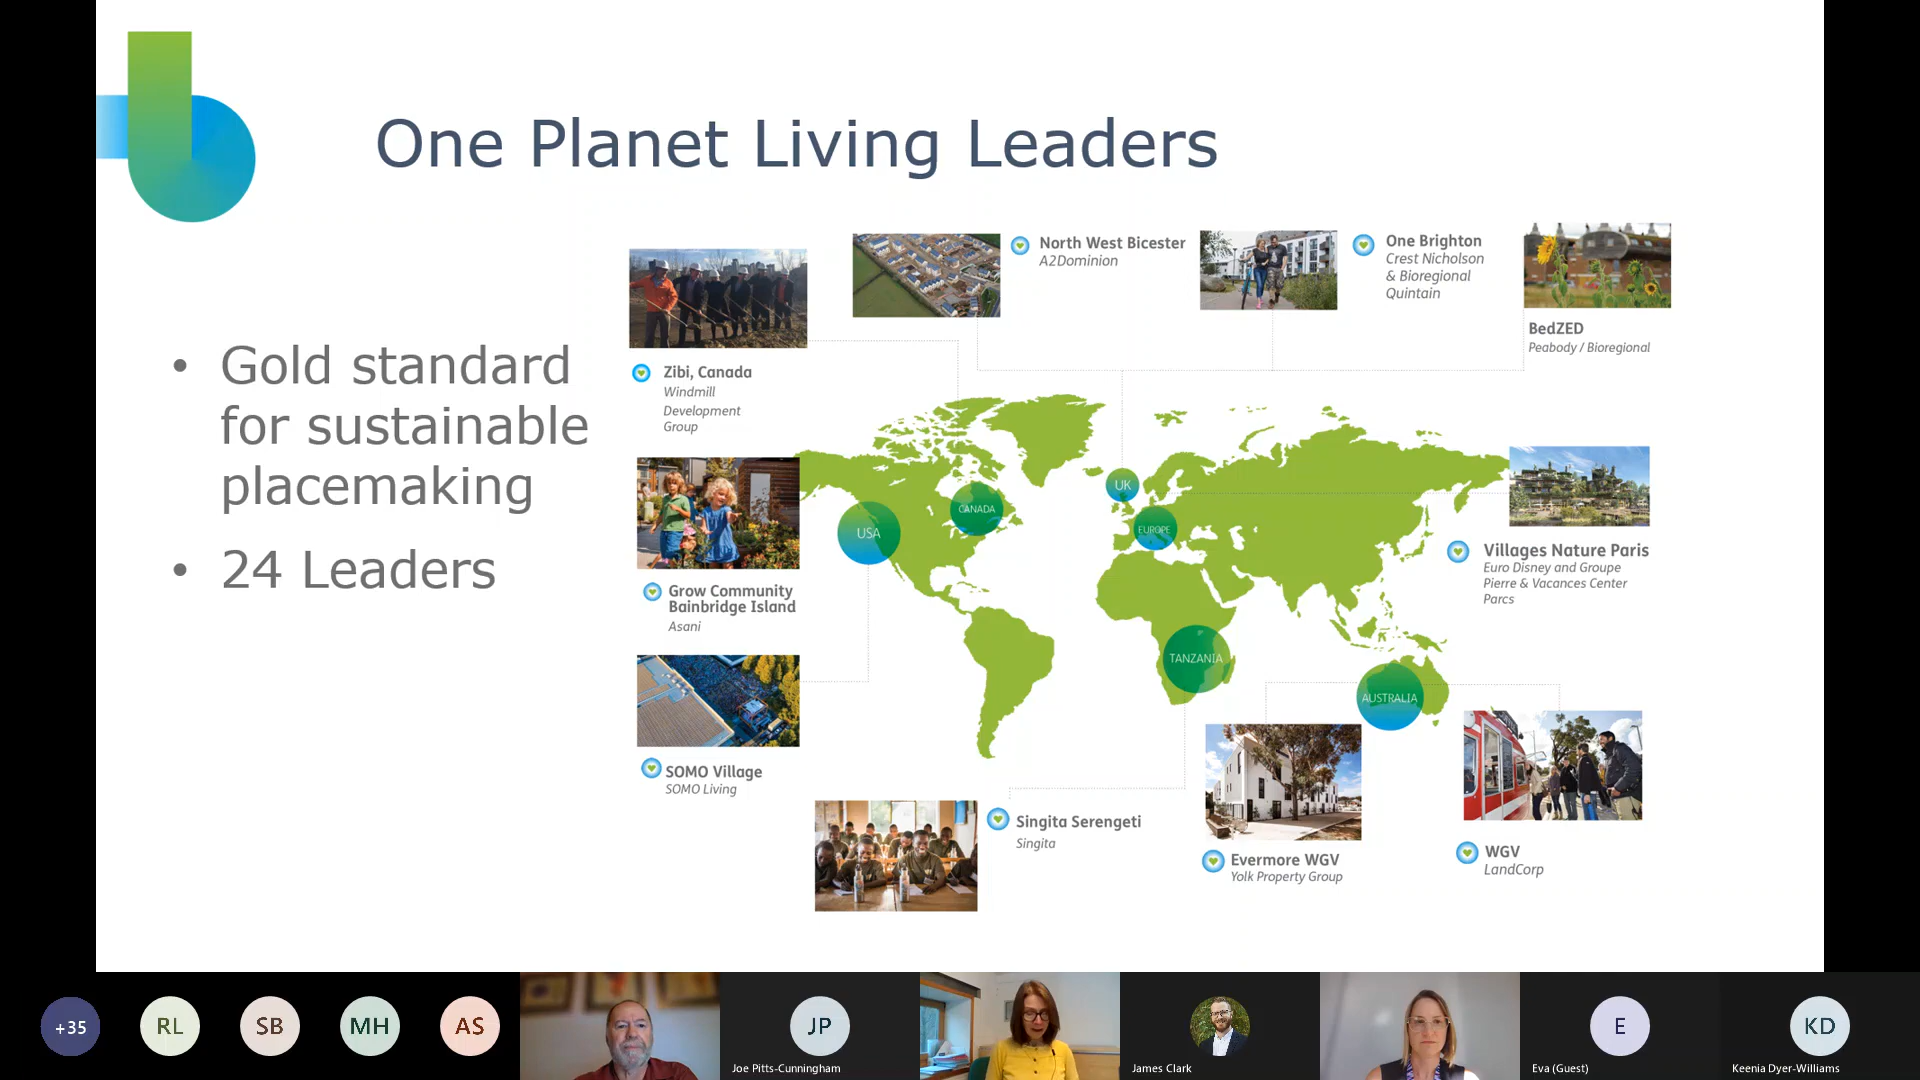 One Planet Living Leaders
• Gold standard
for sustainable
placemaking
• 24 Leaders
Zibi, Canada
Windmill
Development
Group
North West Bicester
A2Dominion
One Brighton
Crest Nicholson
& Bioregional
Quintain
BedZED
Peabody / Bioregional
Grow Community
Bainbridge Island
Asani
SOMO Village
SOMO Living
USA
CANADA
UK
EUROPE
TANZANIA
AUSTRALIA
Villages Nature Paris
Euro Disney and Groupe
Pierre & Vacances Center
Parcs
Singita Serengeti
Singita
Evermore WGV
Yolk Property Group
WGV
LandCorp
+35
RL
SB
MH
AS
JP
Joe Pitts-Cunningham
James Clark
E
Eva (Guest)
KD
Keenia Dyer-Williams